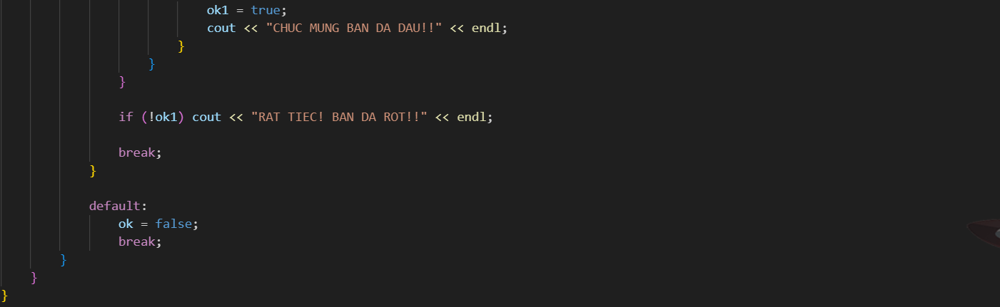 ok1 = true;
cout << "CHUC MUNG BAN DA DAU!!" << endl;
}
}
}
if (!ok1) cout << "RAT TIEC! BAN DA ROT!!" << endl;
break;
}
default:
ok = false;
break;
}
}
}